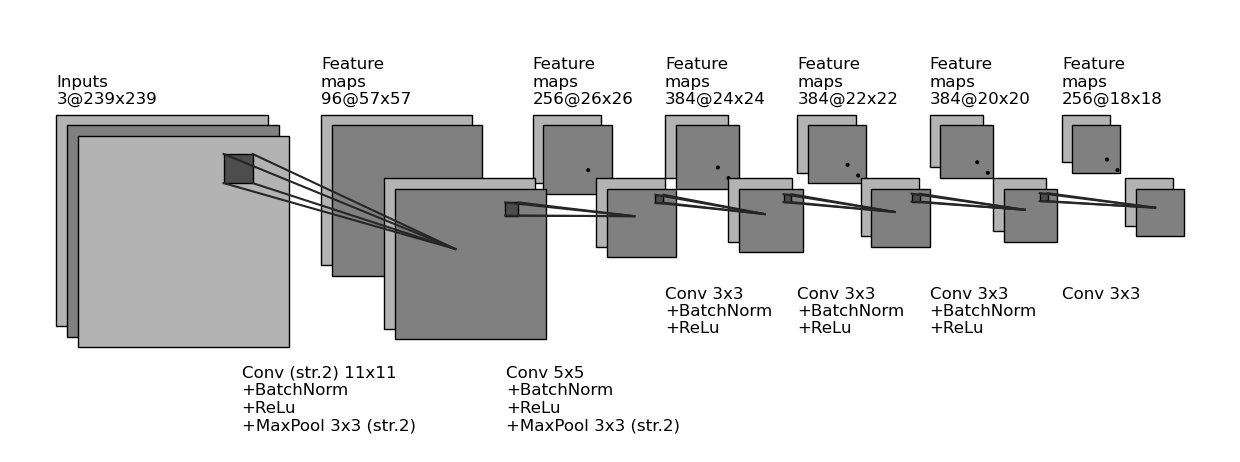 Inputs
3@239x239
Feature
maps
96@57x57
Feature
maps
256@26x26
Feature
maps
384@24x24
Feature
maps
384@22x22
Feature
maps
384@20x20
Feature
maps
256@18x18
Conv (str.2) 11x11
+BatchNorm
+ReLu
+MaxPool 3x3 (str.2)
Conv 5x5
+BatchNorm
+ReLu
+MaxPool 3x3 (str.2)
Conv 3x3
+BatchNorm
+ReLu
Conv 3x3
+BatchNorm
+ReLu
Conv 3x3
+BatchNorm
+ReLu
Conv 3x3